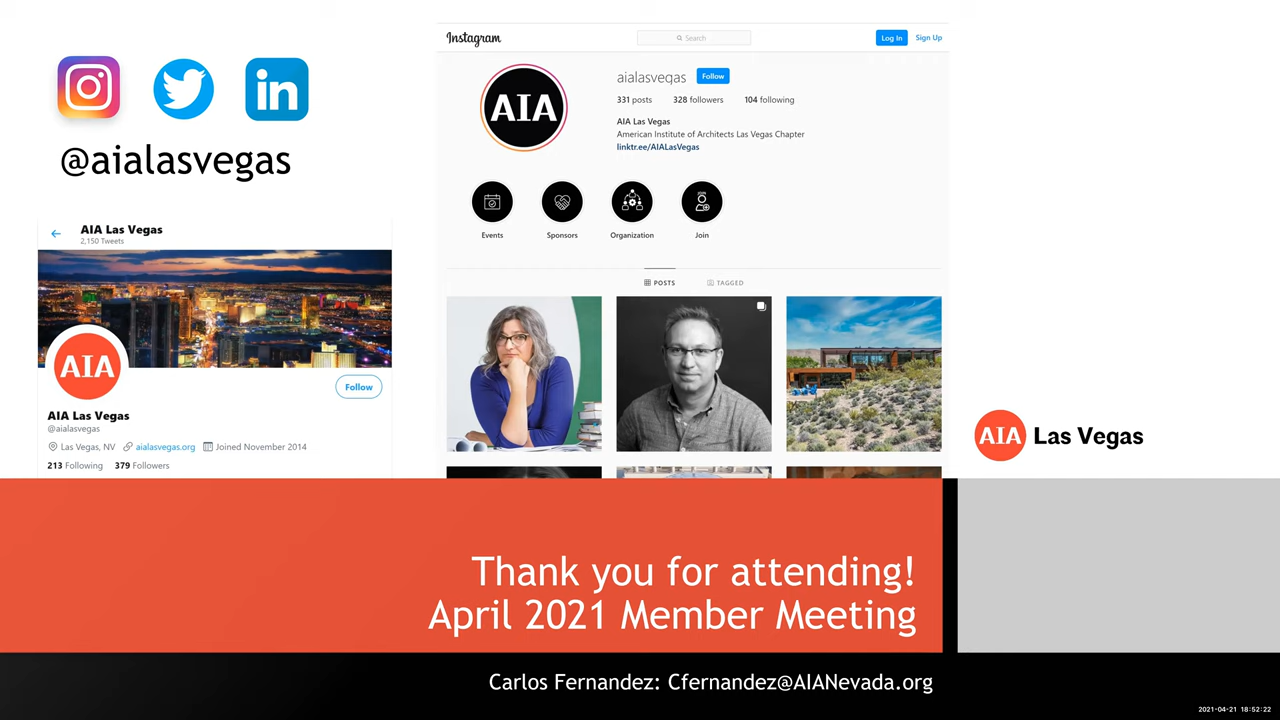 @aialasvegas
AIA Las Vegas
2,150 Tweets
AIA
Follow
AIA Las Vegas
@aialasvegas
Las Vegas, NV aialasvegas.org Joined November 2014
213 Following 379 Followers
Instagram
Search
Log In Sign Up
AIA
aialasvegas Follow
331 posts 328 followers 104 following
AIA Las Vegas
American Institute of Architects Las Vegas Chapter
linktr.ee/AIALasVegas
Events Sponsors Organization Join
POSTS TAGGED
AIA Las Vegas
Thank you for attending!
April 2021 Member Meeting
Carlos Fernandez: Cfernandez@AIANevada.org
2021-04-21 18:52:22